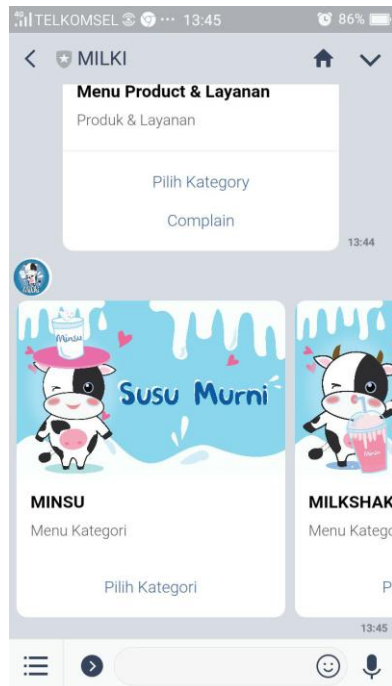 4G TELKOMSEL ··· 13:45 86%
MILKI
Menu Product & Layanan
Produk & Layanan
Pilih Kategory
Complain
13:44
Minsu
Susu Murni
MINSU
Menu Kategori
Pilih Kategori
MILKSHAK
Menu Katego
P
13:45